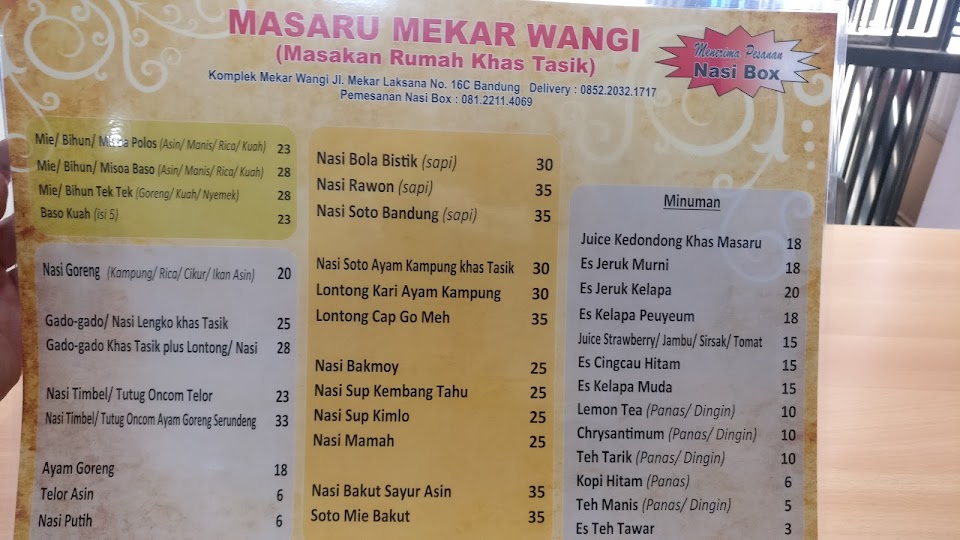 MASARU MEKAR WANGI
(Masakan Rumah Khas Tasik)
Komplek Mekar Wangi Jl. Mekar Laksana No. 16C Bandung Delivery : 0852.2032.1717
Pemesanan Nasi Box : 081.2211.4069
Menerima Pesanan
Nasi Box
Mie/ Bihun/ Misoa Polos (Asin/ Manis/ Rica/ Kuah) 23
Mie/ Bihun/ Misoa Baso (Asin/ Manis/ Rica/ Kuah) 28
Mie/ Bihun Tek Tek (Goreng/ Kuah/ Nyemek) 28
Baso Kuah (isi 5) 23
Nasi Goreng (Kampung/ Rica/ Cikur/ Ikan Asin) 20
Gado-gado/ Nasi Lengko khas Tasik 25
Gado-gado Khas Tasik plus Lontong/ Nasi 28
Nasi Timbel/ Tutug Oncom Telor 23
Nasi Timbel/ Tutug Oncom Ayam Goreng Serundeng 33
Ayam Goreng 18
Telor Asin 6
Nasi Putih 6
Nasi Bola Bistik (sapi) 30
Nasi Rawon (sapi) 35
Nasi Soto Bandung (sapi) 35
Nasi Soto Ayam Kampung khas Tasik 30
Lontong Kari Ayam Kampung 30
Lontong Cap Go Meh 35
Nasi Bakmoy 25
Nasi Sup Kembang Tahu 25
Nasi Sup Kimlo 25
Nasi Mamah 25
Nasi Bakut Sayur Asin 35
Soto Mie Bakut 35
Minuman
Juice Kedondong Khas Masaru 18
Es Jeruk Murni 18
Es Jeruk Kelapa 20
Es Kelapa Peuyeum 18
Juice Strawberry/ Jambu/ Sirsak/ Tomat 15
Es Cingcau Hitam 15
Es Kelapa Muda 15
Lemon Tea (Panas/ Dingin) 10
Chrysantimum (Panas/ Dingin) 10
Teh Tarik (Panas/ Dingin) 10
Kopi Hitam (Panas) 6
Teh Manis (Panas/ Dingin) 5
Es Teh Tawar 3